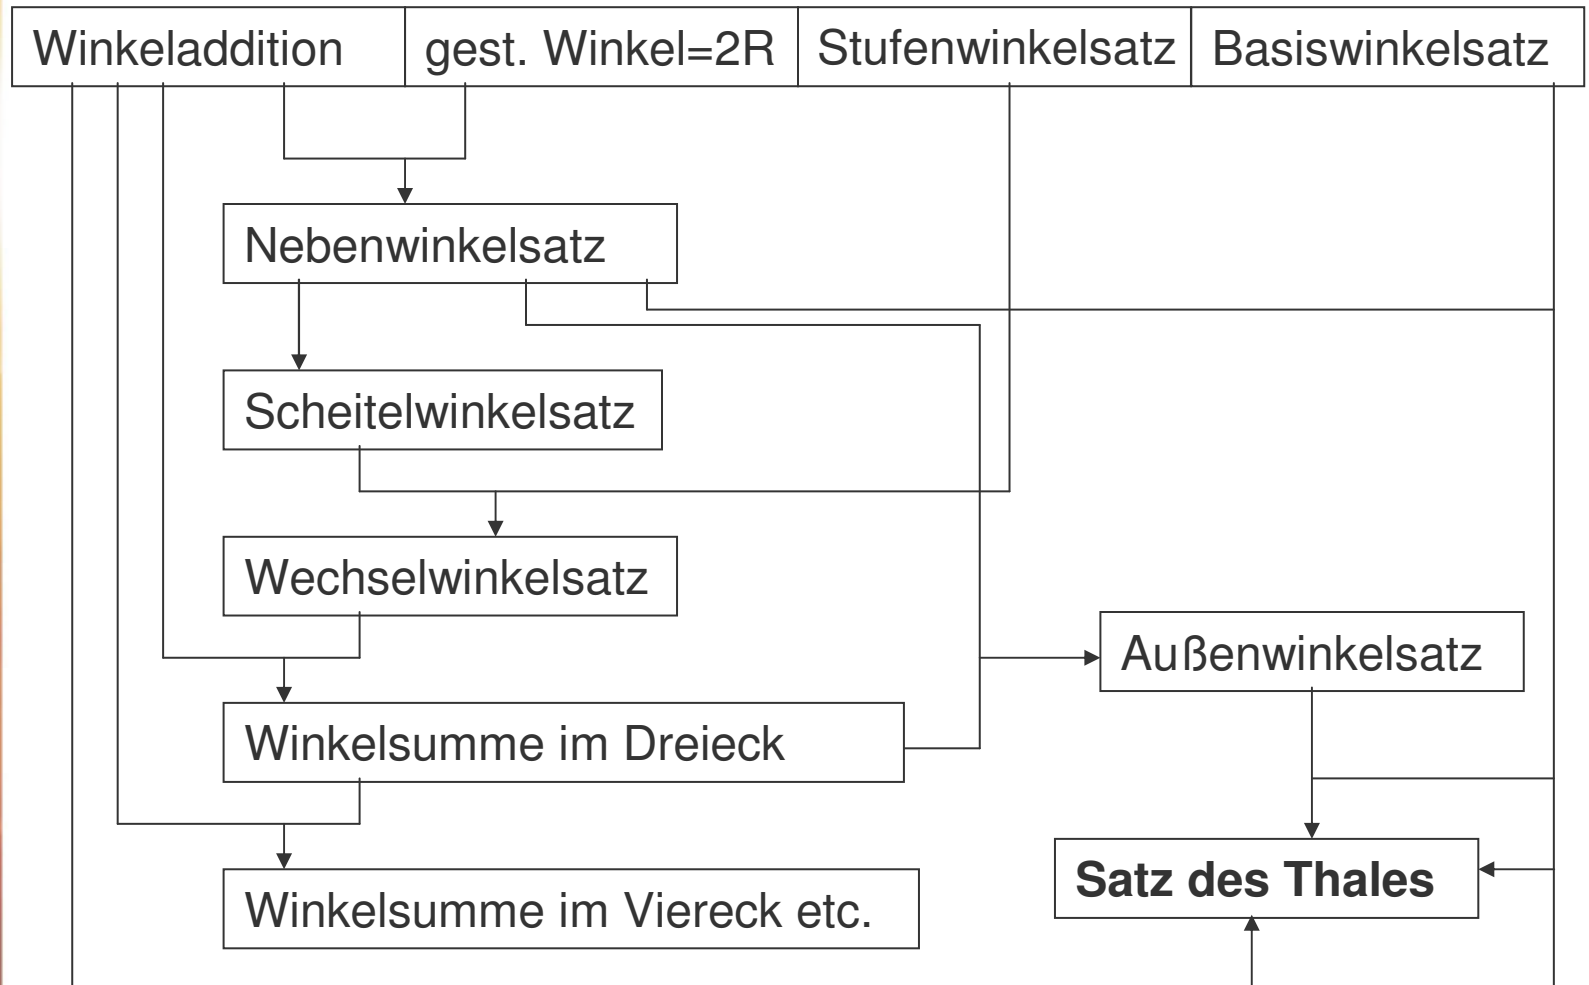 Winkeladdition
gest. Winkel=2R
Stufenwinkelsatz
Basiswinkelsatz
Nebenwinkelsatz
Scheitelwinkelsatz
Wechselwinkelsatz
Außenwinkelsatz
Winkelsumme im Dreieck
Satz des Thales
Winkelsumme im Viereck etc.